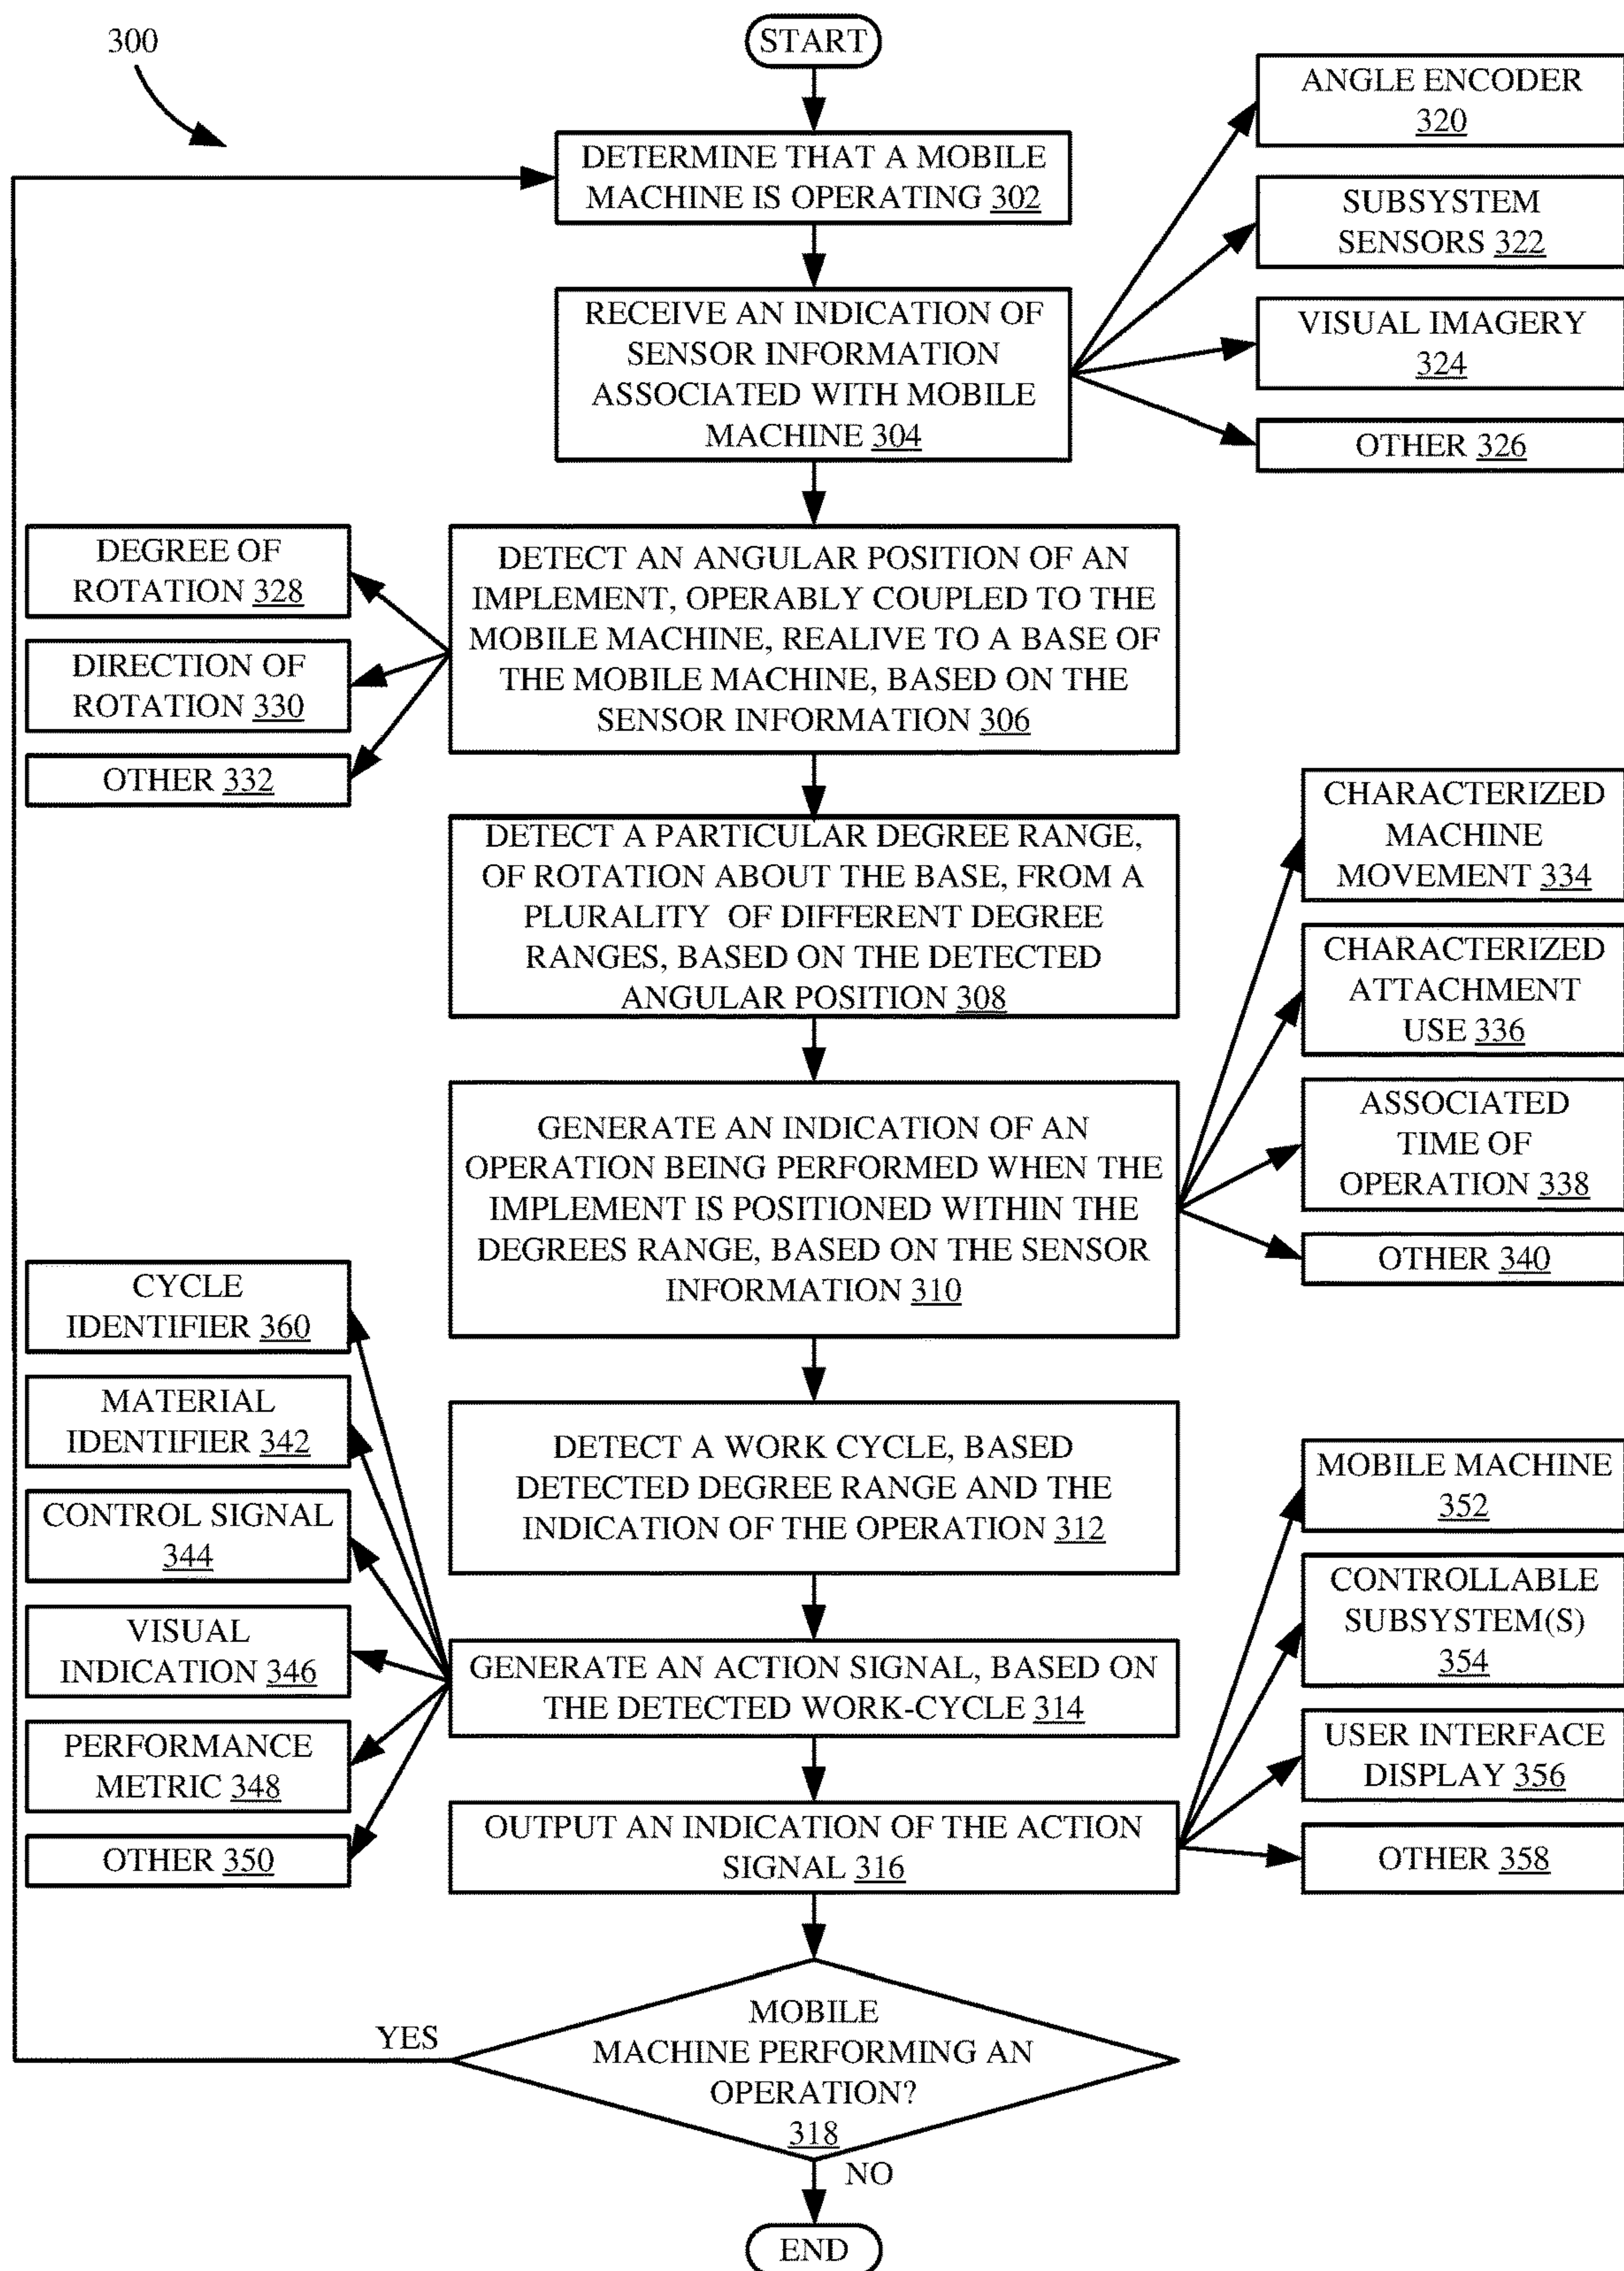 300
START
DETERMINE THAT A MOBILE
MACHINE IS OPERATING 302
RECEIVE AN INDICATION OF
SENSOR INFORMATION
ASSOCIATED WITH MOBILE
MACHINE 304
ANGLE ENCODER
320
SUBSYSTEM
SENSORS 322
VISUAL IMAGERY
324
OTHER 326
DETECT AN ANGULAR POSITION OF AN
IMPLEMENT, OPERABLY COUPLED TO THE
MOBILE MACHINE, REALIVE TO A BASE OF
THE MOBILE MACHINE, BASED ON THE
SENSOR INFORMATION 306
DEGREE OF
ROTATION 328
DIRECTION OF
ROTATION 330
OTHER 332
DETECT A PARTICULAR DEGREE RANGE,
OF ROTATION ABOUT THE BASE, FROM A
PLURALITY OF DIFFERENT DEGREE
RANGES, BASED ON THE DETECTED
ANGULAR POSITION 308
GENERATE AN INDICATION OF AN
OPERATION BEING PERFORMED WHEN THE
IMPLEMENT IS POSITIONED WITHIN THE
DEGREES RANGE, BASED ON THE SENSOR
INFORMATION 310
CHARACTERIZED
MACHINE
MOVEMENT 334
CHARACTERIZED
ATTACHMENT
USE 336
ASSOCIATED
TIME OF
OPERATION 338
OTHER 340
DETECT A WORK CYCLE, BASED
DETECTED DEGREE RANGE AND THE
INDICATION OF THE OPERATION 312
GENERATE AN ACTION SIGNAL, BASED ON
THE DETECTED WORK-CYCLE 314
CYCLE
IDENTIFIER 360
MATERIAL
IDENTIFIER 342
CONTROL SIGNAL
344
VISUAL
INDICATION 346
PERFORMANCE
METRIC 348
OTHER 350
OUTPUT AN INDICATION OF THE ACTION
SIGNAL 316
MOBILE MACHINE
352
CONTROLLABLE
SUBSYSTEM(S)
354
USER INTERFACE
DISPLAY 356
OTHER 358
MOBILE
MACHINE PERFORMING AN
OPERATION?
318
YES
NO
END